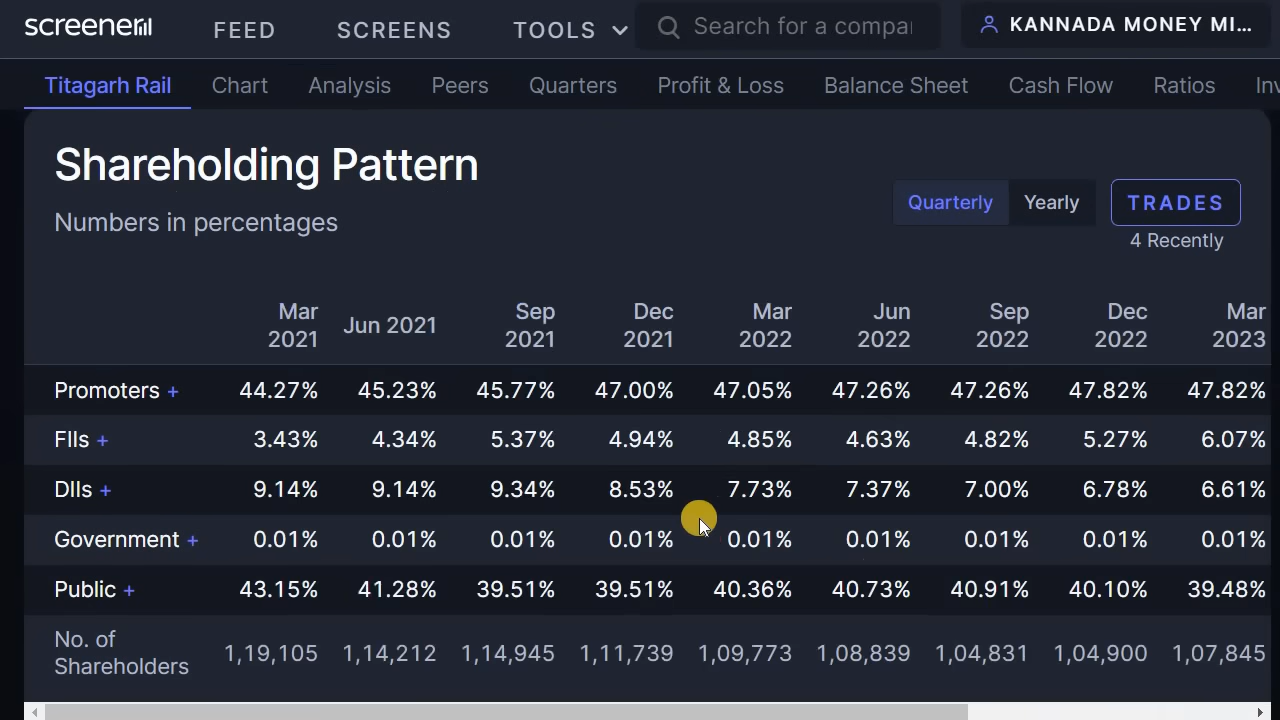 screener
FEED SCREENS TOOLS Search for a compai KANNADA MONEY MI...
Titagarh Rail Chart Analysis Peers Quarters Profit & Loss Balance Sheet Cash Flow Ratios Inv
Shareholding Pattern
Numbers in percentages
Quarterly Yearly TRADES
4 Recently
Mar 2021 Jun 2021 Sep 2021 Dec 2021 Mar 2022 Jun 2022 Sep 2022 Dec 2022 Mar 2023
Promoters + 44.27% 45.23% 45.77% 47.00% 47.05% 47.26% 47.26% 47.82% 47.82%
FIIs + 3.43% 4.34% 5.37% 4.94% 4.85% 4.63% 4.82% 5.27% 6.07%
DIIs + 9.14% 9.14% 9.34% 8.53% 7.73% 7.37% 7.00% 6.78% 6.61%
Government + 0.01% 0.01% 0.01% 0.01% 0.01% 0.01% 0.01% 0.01% 0.01%
Public + 43.15% 41.28% 39.51% 39.51% 40.36% 40.73% 40.91% 40.10% 39.48%
No. of Shareholders 1,19,105 1,14,212 1,14,945 1,11,739 1,09,773 1,08,839 1,04,831 1,04,900 1,07,845